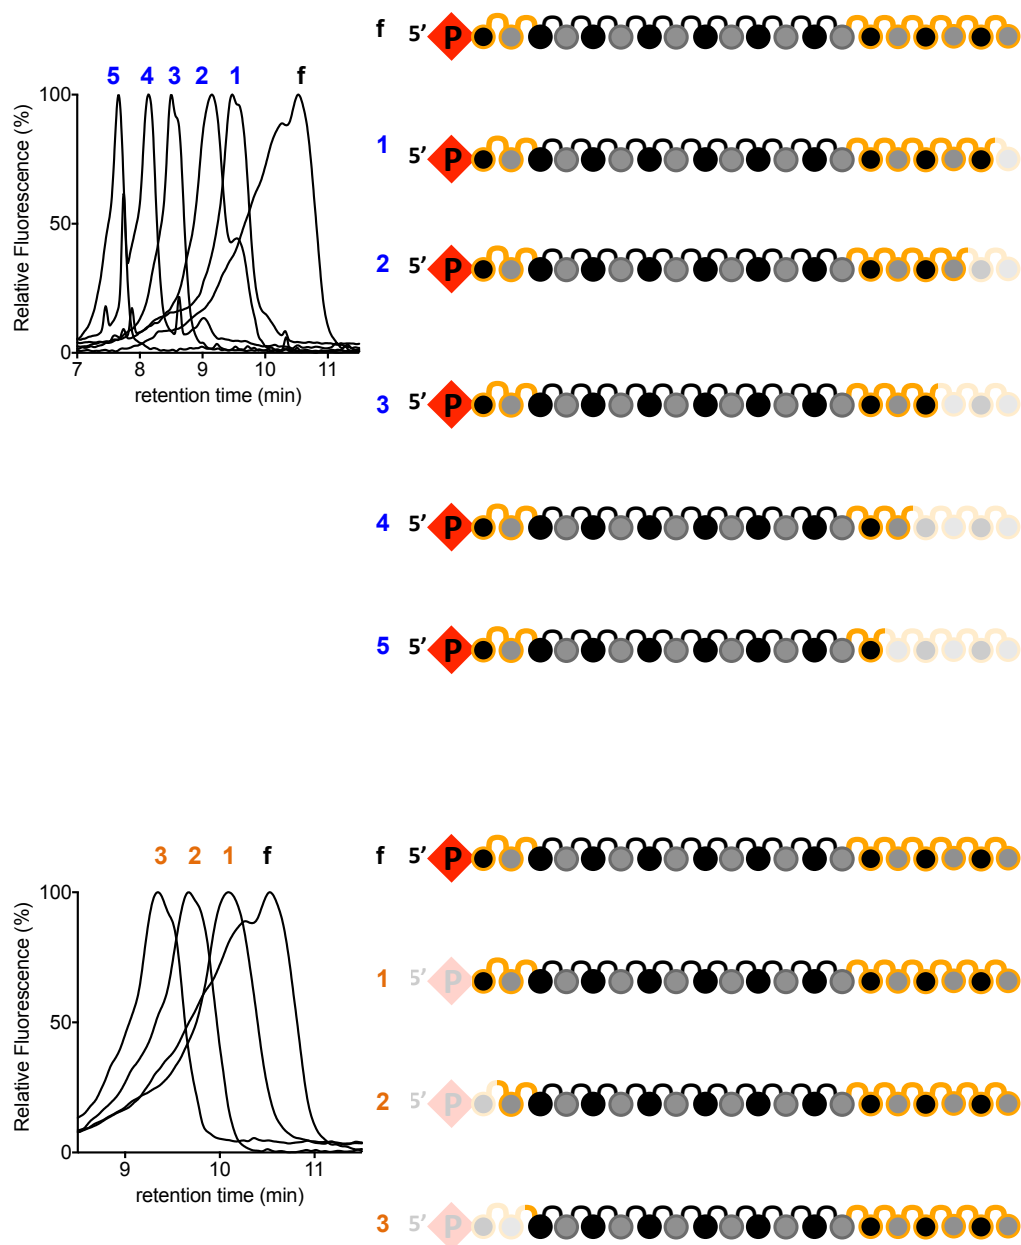 f 5' P
5 4 3 2 1 f
100
50
0
Relative Fluorescence (%)
7 8 9 10 11
retention time (min)
1 5' P
2 5' P
3 5' P
4 5' P
5 5' P
f 5' P
3 2 1 f
100
50
0
Relative Fluorescence (%)
9 10 11
retention time (min)
1 5' P
2 5' P
3 5' P